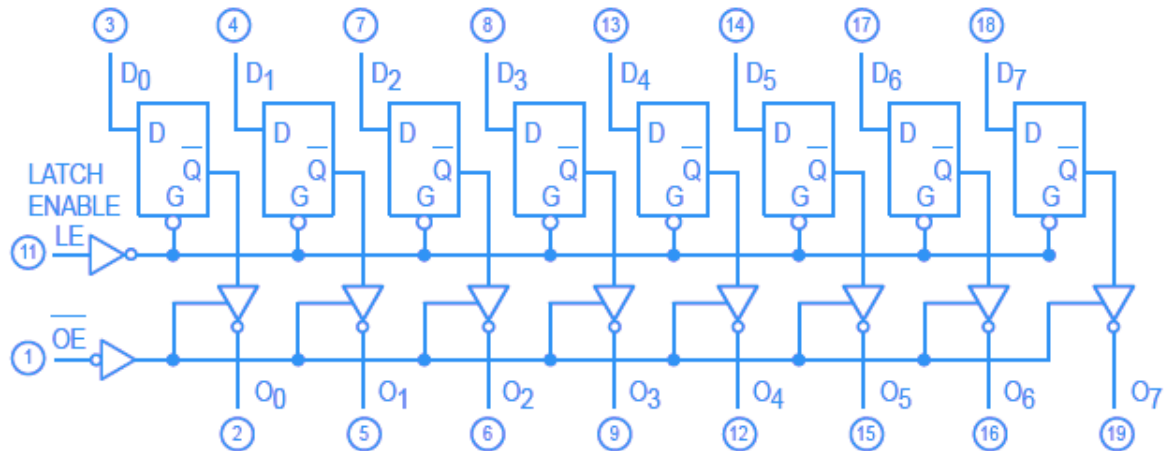 3 4 7 8 13 14 17 18
D0 D1 D2 D3 D4 D5 D6 D7
D D D D D D D D
Q̅ Q̅ Q̅ Q̅ Q̅ Q̅ Q̅ Q̅
LATCH
G G G G G G G G
ENABLE
11 LE
1 O̅E̅
O0 O1 O2 O3 O4 O5 O6 O7
2 5 6 9 12 15 16 19